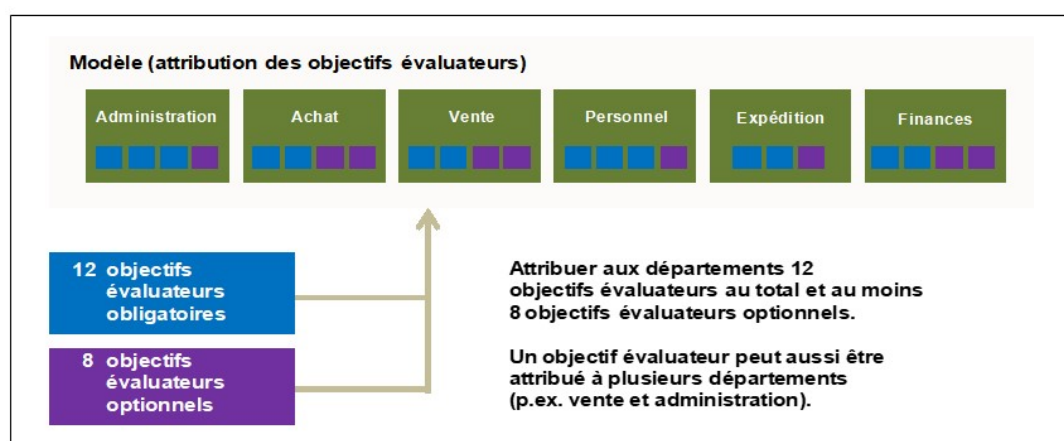 Modèle (attribution des objectifs évaluateurs)
Administration
Achat
Vente
Personnel
Expédition
Finances
12 objectifs
évaluateurs
obligatoires
8 objectifs
évaluateurs
optionnels
Attribuer aux départements 12
objectifs évaluateurs au total et au moins
8 objectifs évaluateurs optionnels.
Un objectif évaluateur peut aussi être
attribué à plusieurs départements
(p.ex. vente et administration).